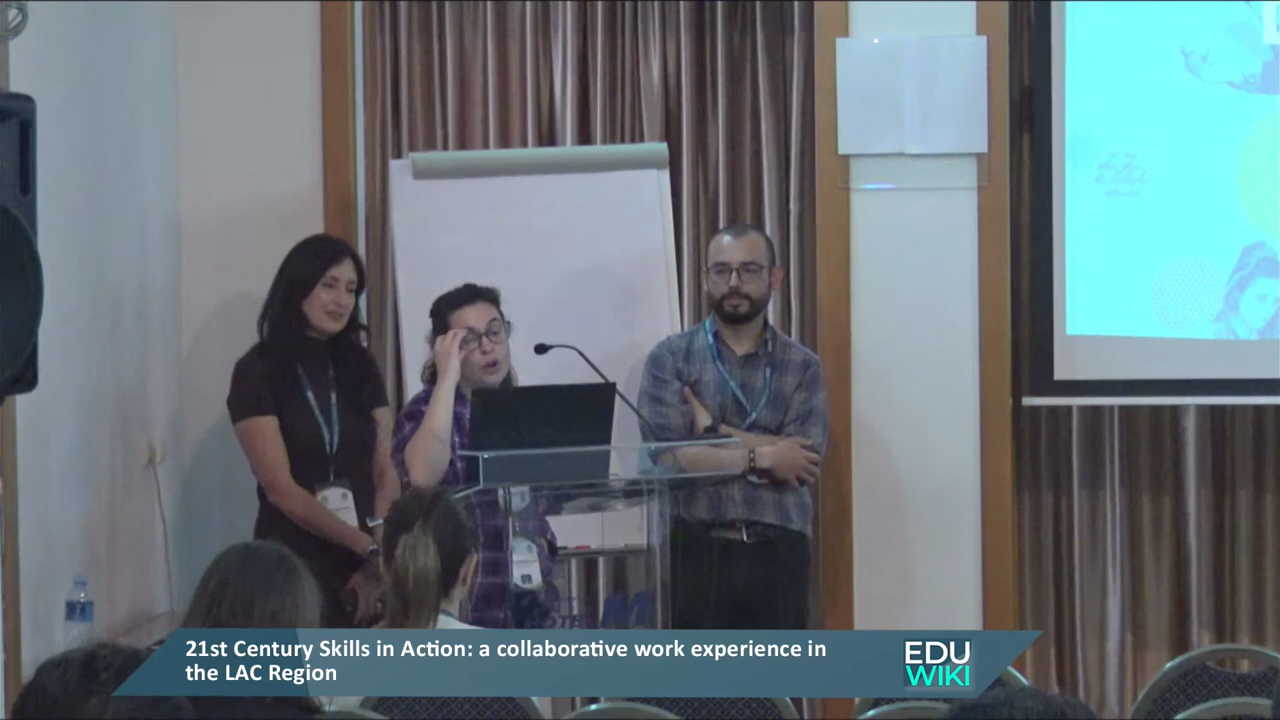 21st Century Skills in Action: a collaborative work experience in
the LAC Region
EDU
WIKI